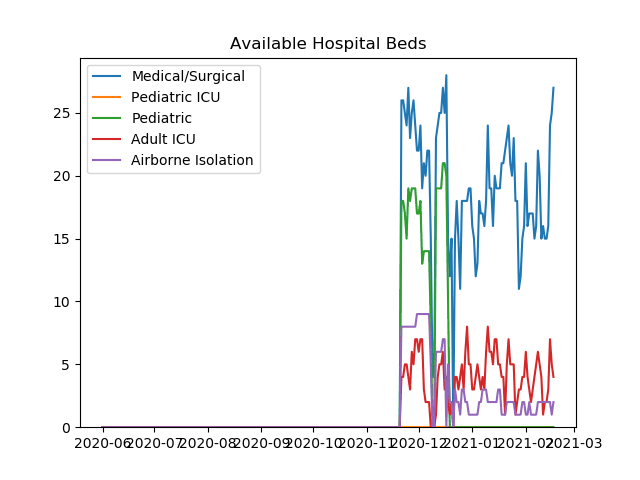 Available Hospital Beds
Medical/Surgical
Pediatric ICU
Pediatric
Adult ICU
Airborne Isolation
25
20
15
10
5
0
2020-06 2020-07 2020-08 2020-09 2020-10 2020-11 2020-12 2021-01 2021-02 2021-03